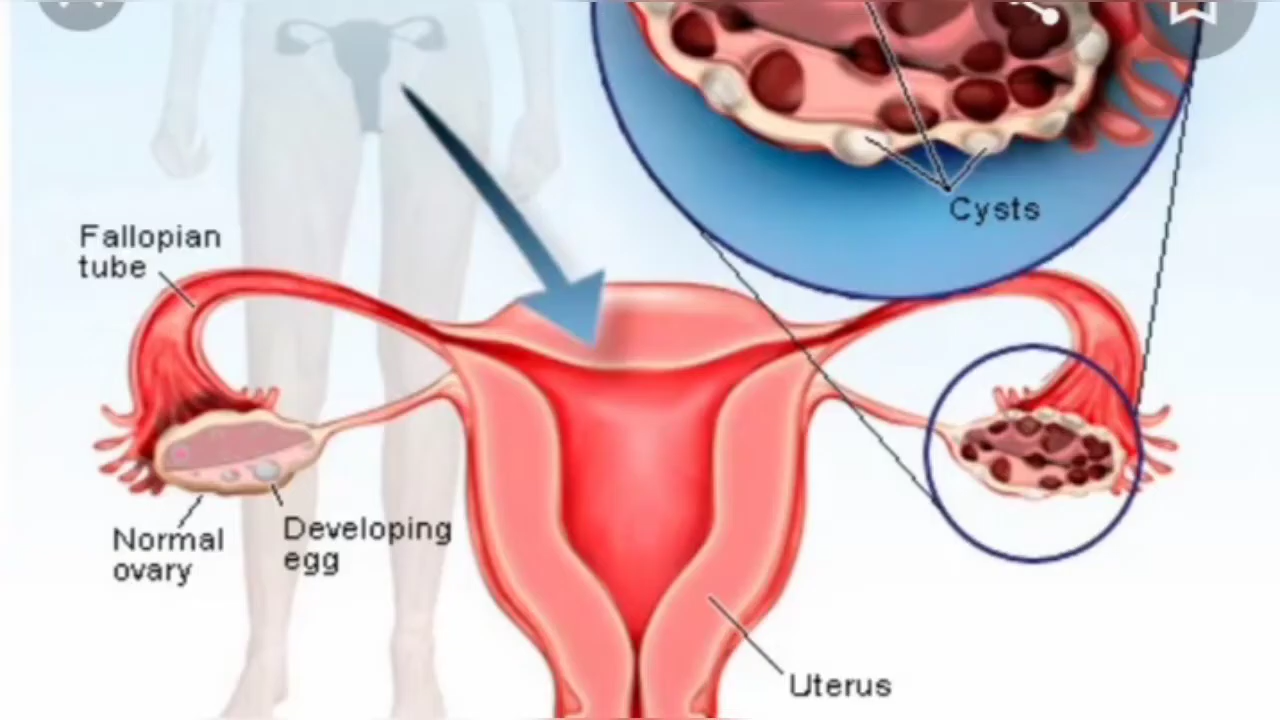 Cysts
Fallopian
tube
Normal
ovary
Developing
egg
Uterus